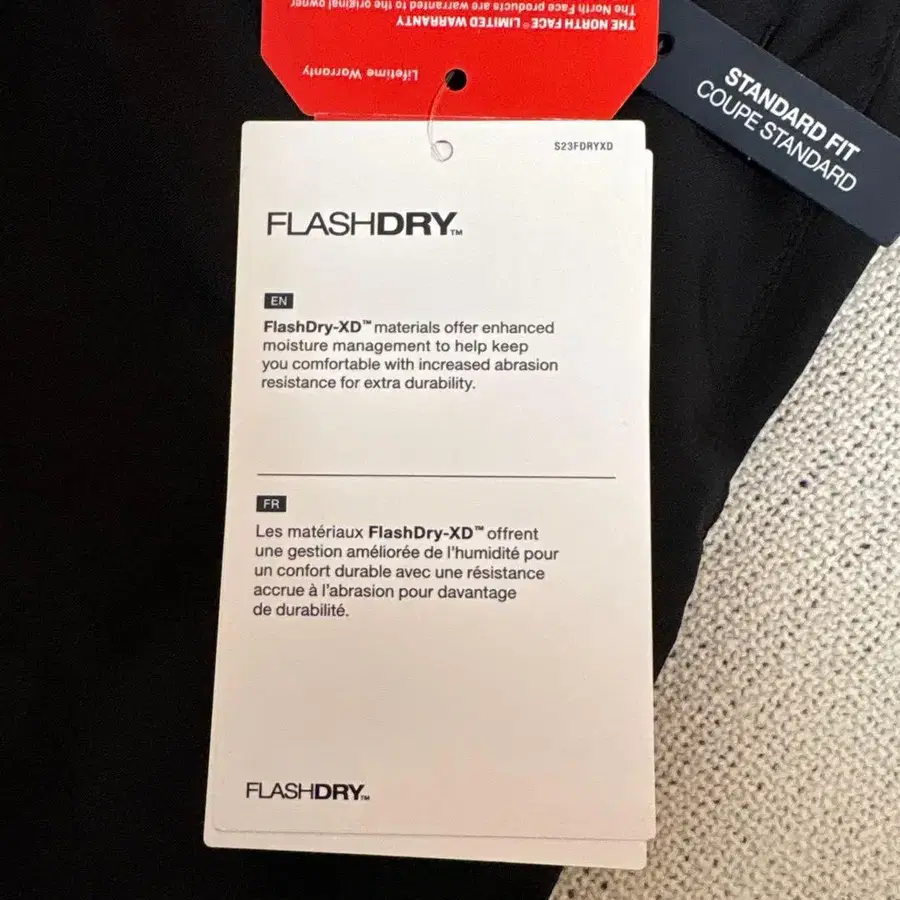 The North Face products are warranted to the original owner
THE NORTH FACE® LIMITED WARRANTY
Lifetime Warranty
STANDARD FIT
COUPE STANDARD
S23FDRYXD
FLASHDRY™
EN
FlashDry-XD™ materials offer enhanced
moisture management to help keep
you comfortable with increased abrasion
resistance for extra durability.
FR
Les matériaux FlashDry-XD™ offrent
une gestion améliorée de l'humidité pour
un confort durable avec une résistance
accrue à l'abrasion pour davantage
de durabilité.
FLASHDRY™